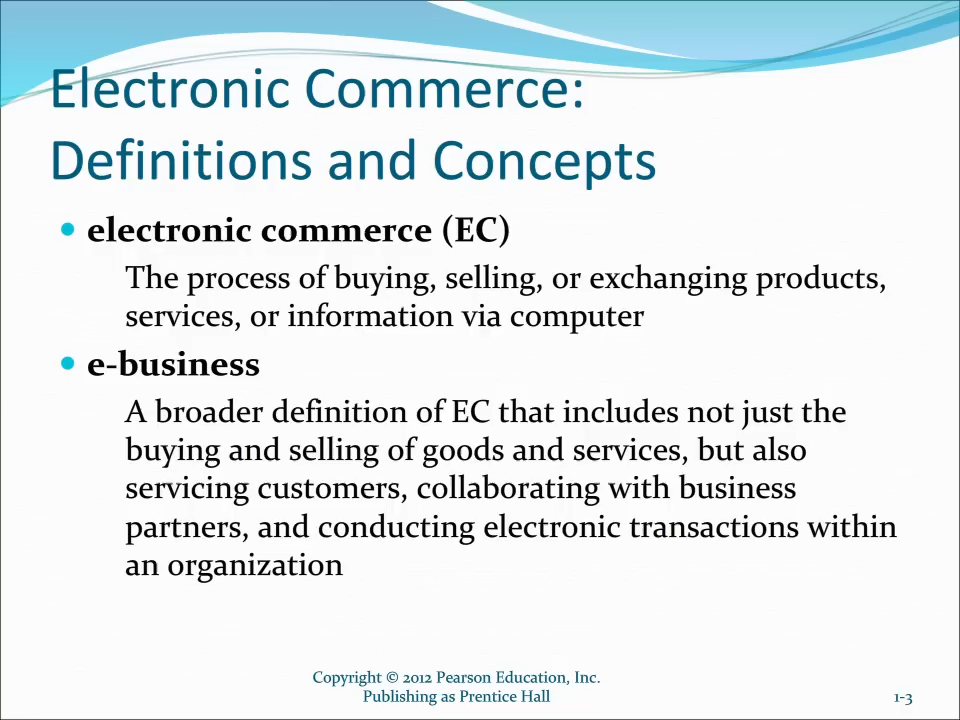 Electronic Commerce:
Definitions and Concepts
• electronic commerce (EC)
The process of buying, selling, or exchanging products,
services, or information via computer
• e-business
A broader definition of EC that includes not just the
buying and selling of goods and services, but also
servicing customers, collaborating with business
partners, and conducting electronic transactions within
an organization
Copyright © 2012 Pearson Education, Inc.
Publishing as Prentice Hall
1-3